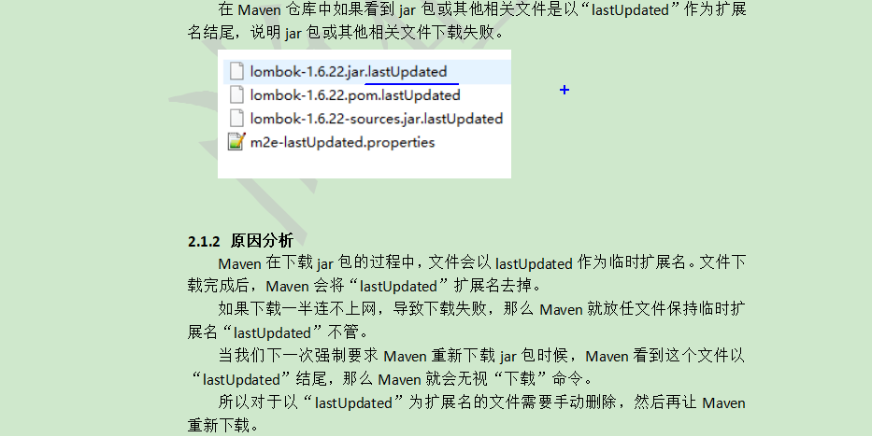 在 Maven 仓库中如果看到 jar 包或其他相关文件是以“lastUpdated”作为扩展
名结尾，说明 jar 包或其他相关文件下载失败。
lombok-1.6.22.jar.lastUpdated
lombok-1.6.22.pom.lastUpdated
lombok-1.6.22-sources.jar.lastUpdated
m2e-lastUpdated.properties
2.1.2 原因分析
Maven 在下载 jar 包的过程中，文件会以 lastUpdated 作为临时扩展名。文件下
载完成后，Maven 会将“lastUpdated”扩展名去掉。
如果下载一半连不上网，导致下载失败，那么 Maven 就放任文件保持临时扩
展名“lastUpdated”不管。
当我们下一次强制要求 Maven 重新下载 jar 包时候，Maven 看到这个文件以
“lastUpdated”结尾，那么 Maven 就会无视“下载”命令。
所以对于以“lastUpdated”为扩展名的文件需要手动删除，然后再让 Maven
重新下载。